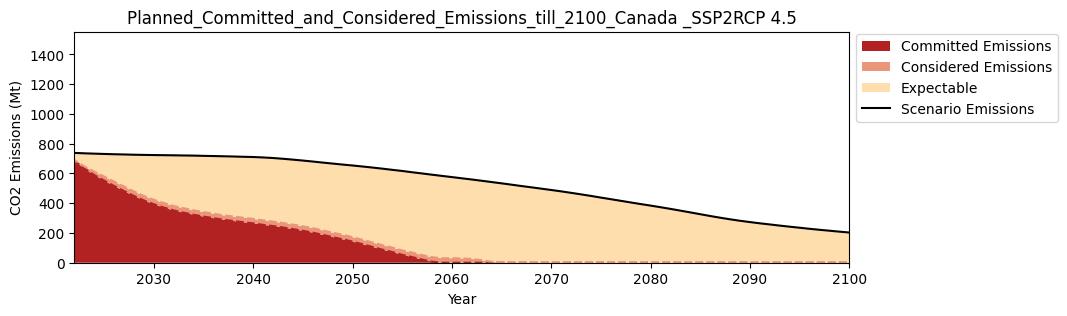 Planned_Committed_and_Considered_Emissions_till_2100_Canada _SSP2RCP 4.5
CO2 Emissions (Mt)
1400
1200
1000
800
600
400
200
0
2030 2040 2050 2060 2070 2080 2090 2100
Year
Committed Emissions
Considered Emissions
Expectable
Scenario Emissions